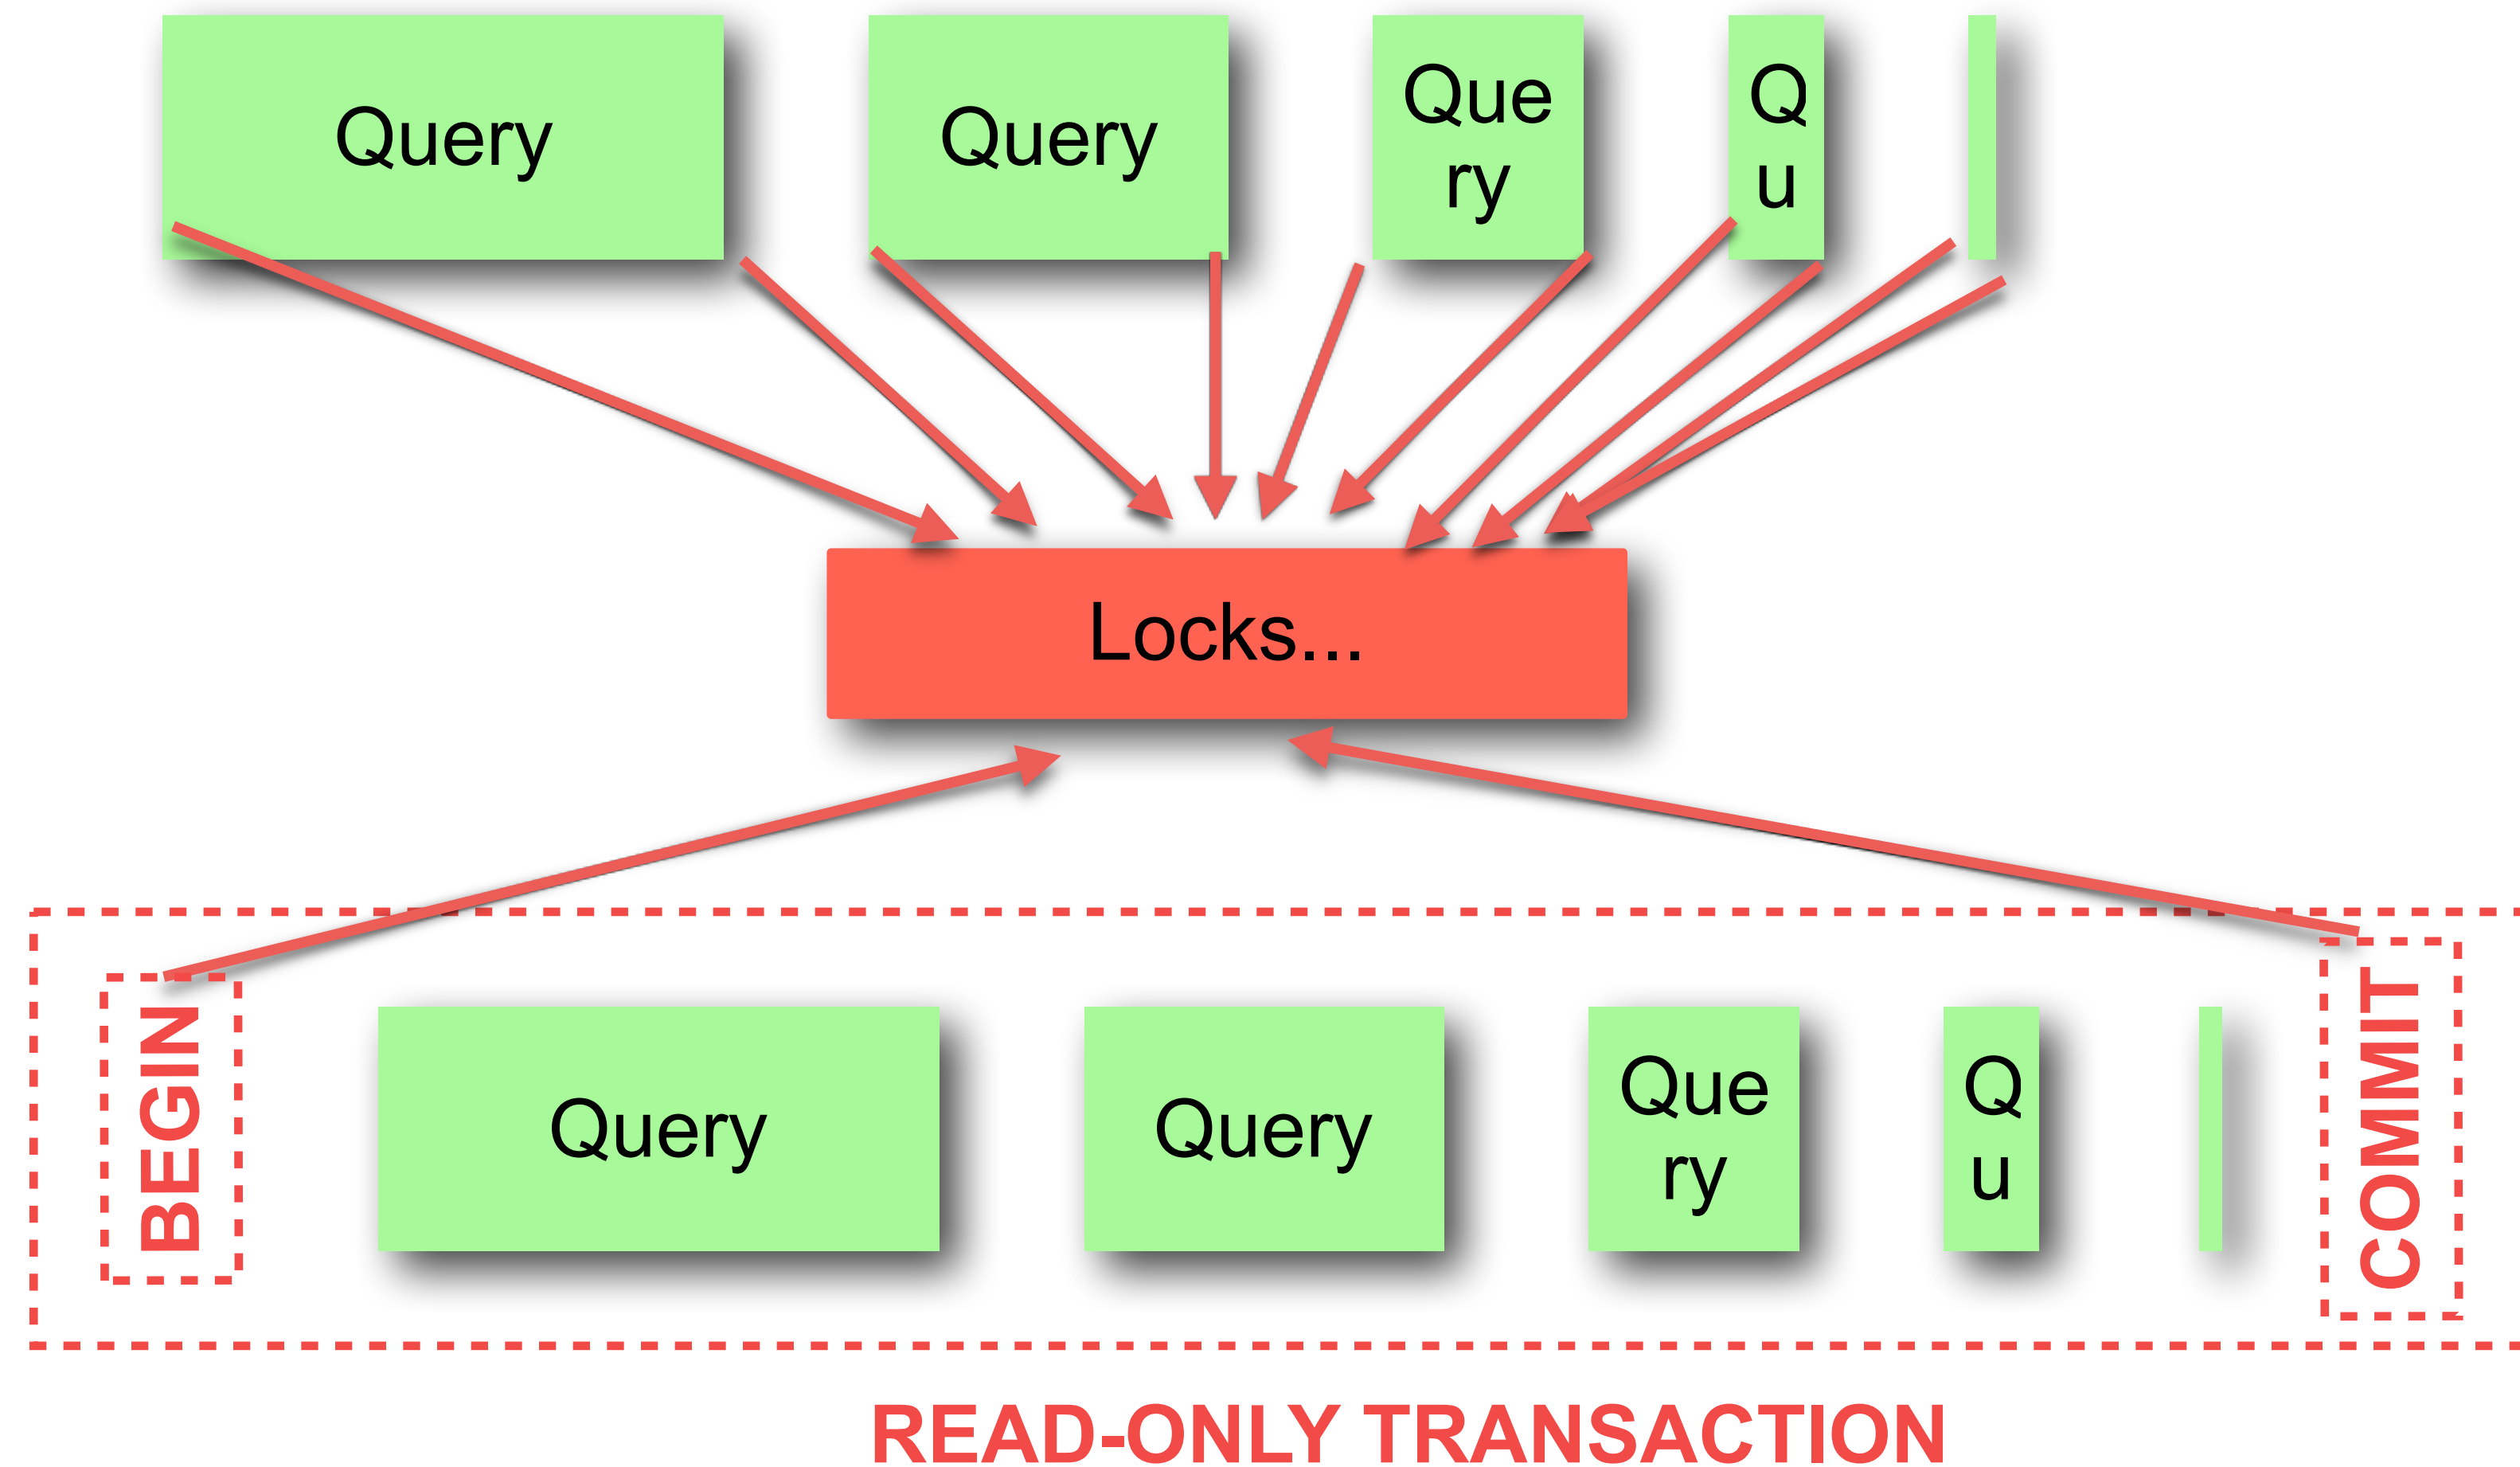 Query
Query
Que
ry
Q
u
Locks...
BEGIN
Query
Query
Que
ry
Q
u
COMMIT
READ-ONLY TRANSACTION